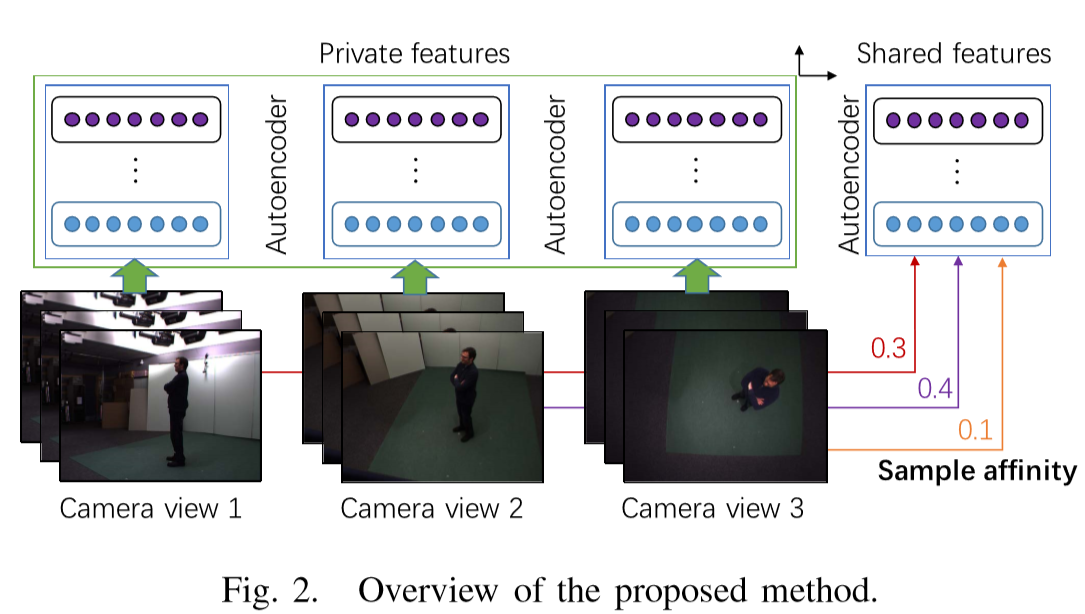 Private features
Shared features
Autoencoder
Autoencoder
Autoencoder
0.3
0.4
0.1
Sample affinity
Camera view 1
Camera view 2
Camera view 3
Fig. 2. Overview of the proposed method.